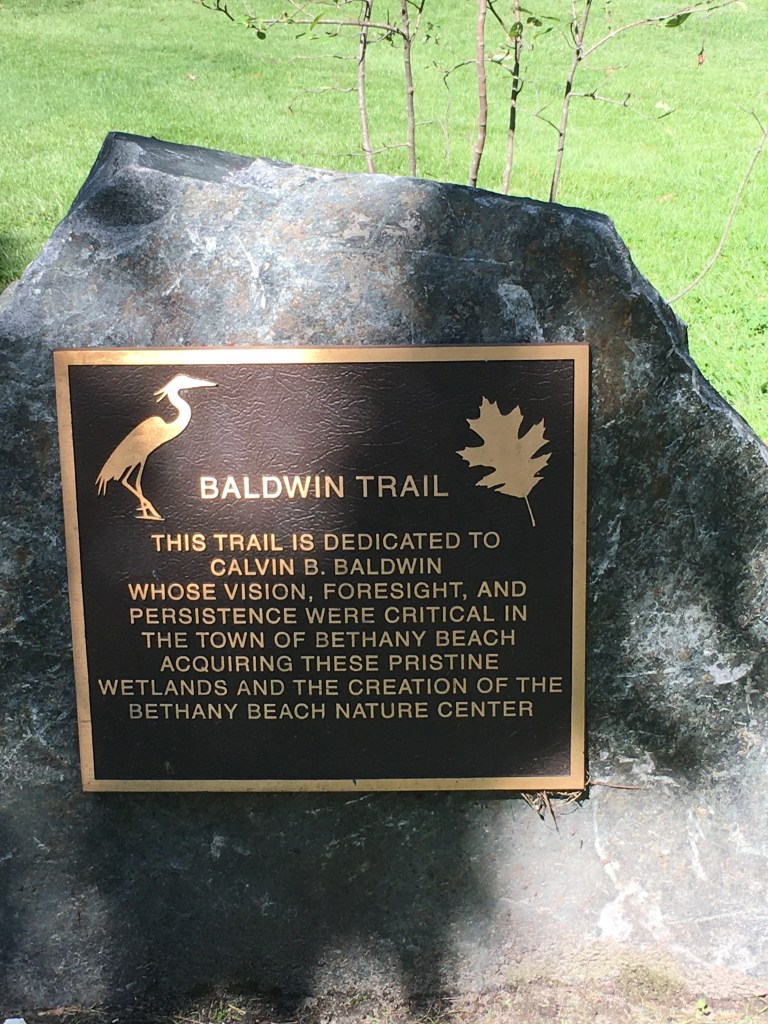 BALDWIN TRAIL
THIS TRAIL IS DEDICATED TO
CALVIN B. BALDWIN
WHOSE VISION, FORESIGHT, AND
PERSISTENCE WERE CRITICAL IN
THE TOWN OF BETHANY BEACH
ACQUIRING THESE PRISTINE
WETLANDS AND THE CREATION OF THE
BETHANY BEACH NATURE CENTER